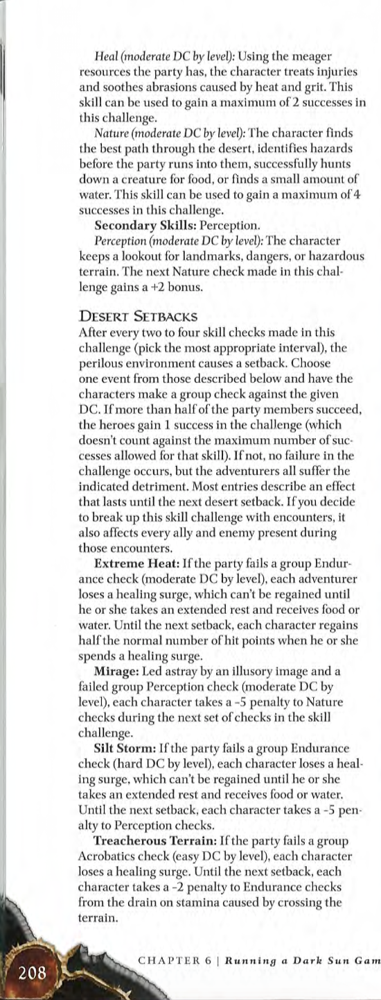 Heal (moderate DC by level): Using the meager
resources the party has, the character treats injuries
and soothes abrasions caused by heat and grit. This
skill can be used to gain a maximum of 2 successes in
this challenge.
Nature (moderate DC by level): The character finds
the best path through the desert, identifies hazards
before the party runs into them, successfully hunts
down a creature for food, or finds a small amount of
water. This skill can be used to gain a maximum of 4
successes in this challenge.
Secondary Skills: Perception.
Perception (moderate DC by level): The character
keeps a lookout for landmarks, dangers, or hazardous
terrain. The next Nature check made in this chal-
lenge gains a +2 bonus.
DESERT SETBACKS
After every two to four skill checks made in this
challenge (pick the most appropriate interval), the
perilous environment causes a setback. Choose
one event from those described below and have the
characters make a group check against the given
DC. If more than half of the party members succeed,
the heroes gain 1 success in the challenge (which
doesn't count against the maximum number of suc-
cesses allowed for that skill). If not, no failure in the
challenge occurs, but the adventurers all suffer the
indicated detriment. Most entries describe an effect
that lasts until the next desert setback. If you decide
to break up this skill challenge with encounters, it
also affects every ally and enemy present during
those encounters.
Extreme Heat: If the party fails a group Endur-
ance check (moderate DC by level), each adventurer
loses a healing surge, which can't be regained until
he or she takes an extended rest and receives food or
water. Until the next setback, each character regains
half the normal number of hit points when he or she
spends a healing surge.
Mirage: Led astray by an illusory image and a
failed group Perception check (moderate DC by
level), each character takes a -5 penalty to Nature
checks during the next set of checks in the skill
challenge.
Silt Storm: If the party fails a group Endurance
check (hard DC by level), each character loses a heal-
ing surge, which can't be regained until he or she
takes an extended rest and receives food or water.
Until the next setback, each character takes a -5 pen-
alty to Perception checks.
Treacherous Terrain: If the party fails a group
Acrobatics check (easy DC by level), each character
loses a healing surge. Until the next setback, each
character takes a -2 penalty to Endurance checks
from the drain on stamina caused by crossing the
terrain.
CHAPTER 6 | Running a Dark Sun Gam
208